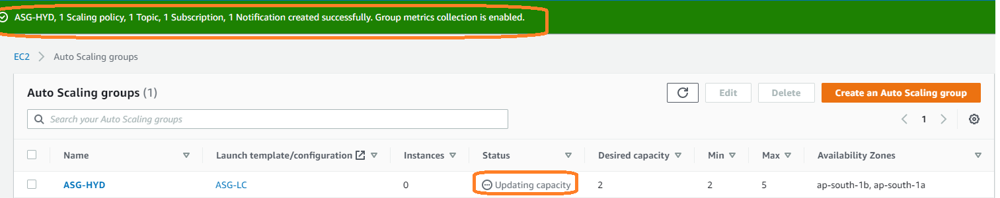 ASG-HYD, 1 Scaling policy, 1 Topic, 1 Subscription, 1 Notification created successfully. Group metrics collection is enabled.
EC2 > Auto Scaling groups
Auto Scaling groups (1)
Edit
Delete
Create an Auto Scaling group
Search your Auto Scaling groups
1
Name Launch template/configuration Instances Status Desired capacity Min Max Availability Zones
ASG-HYD ASG-LC 0 Updating capacity 2 2 5 ap-south-1b, ap-south-1a